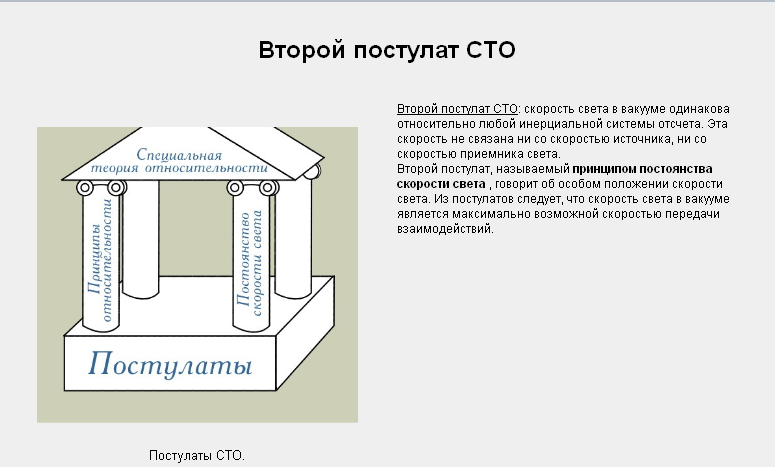 Второй постулат СТО
Второй постулат СТО: скорость света в вакууме одинакова
относительно любой инерциальной системы отсчета. Эта
скорость не связана ни со скоростью источника, ни со
скоростью приемника света.
Второй постулат, называемый принципом постоянства
скорости света , говорит об особом положении скорости
света. Из постулатов следует, что скорость света в вакууме
является максимально возможной скоростью передачи
взаимодействий.
Специальная
теория относительности
Принципы
относительности
Постоянство
скорости света
Постулаты
Постулаты СТО.